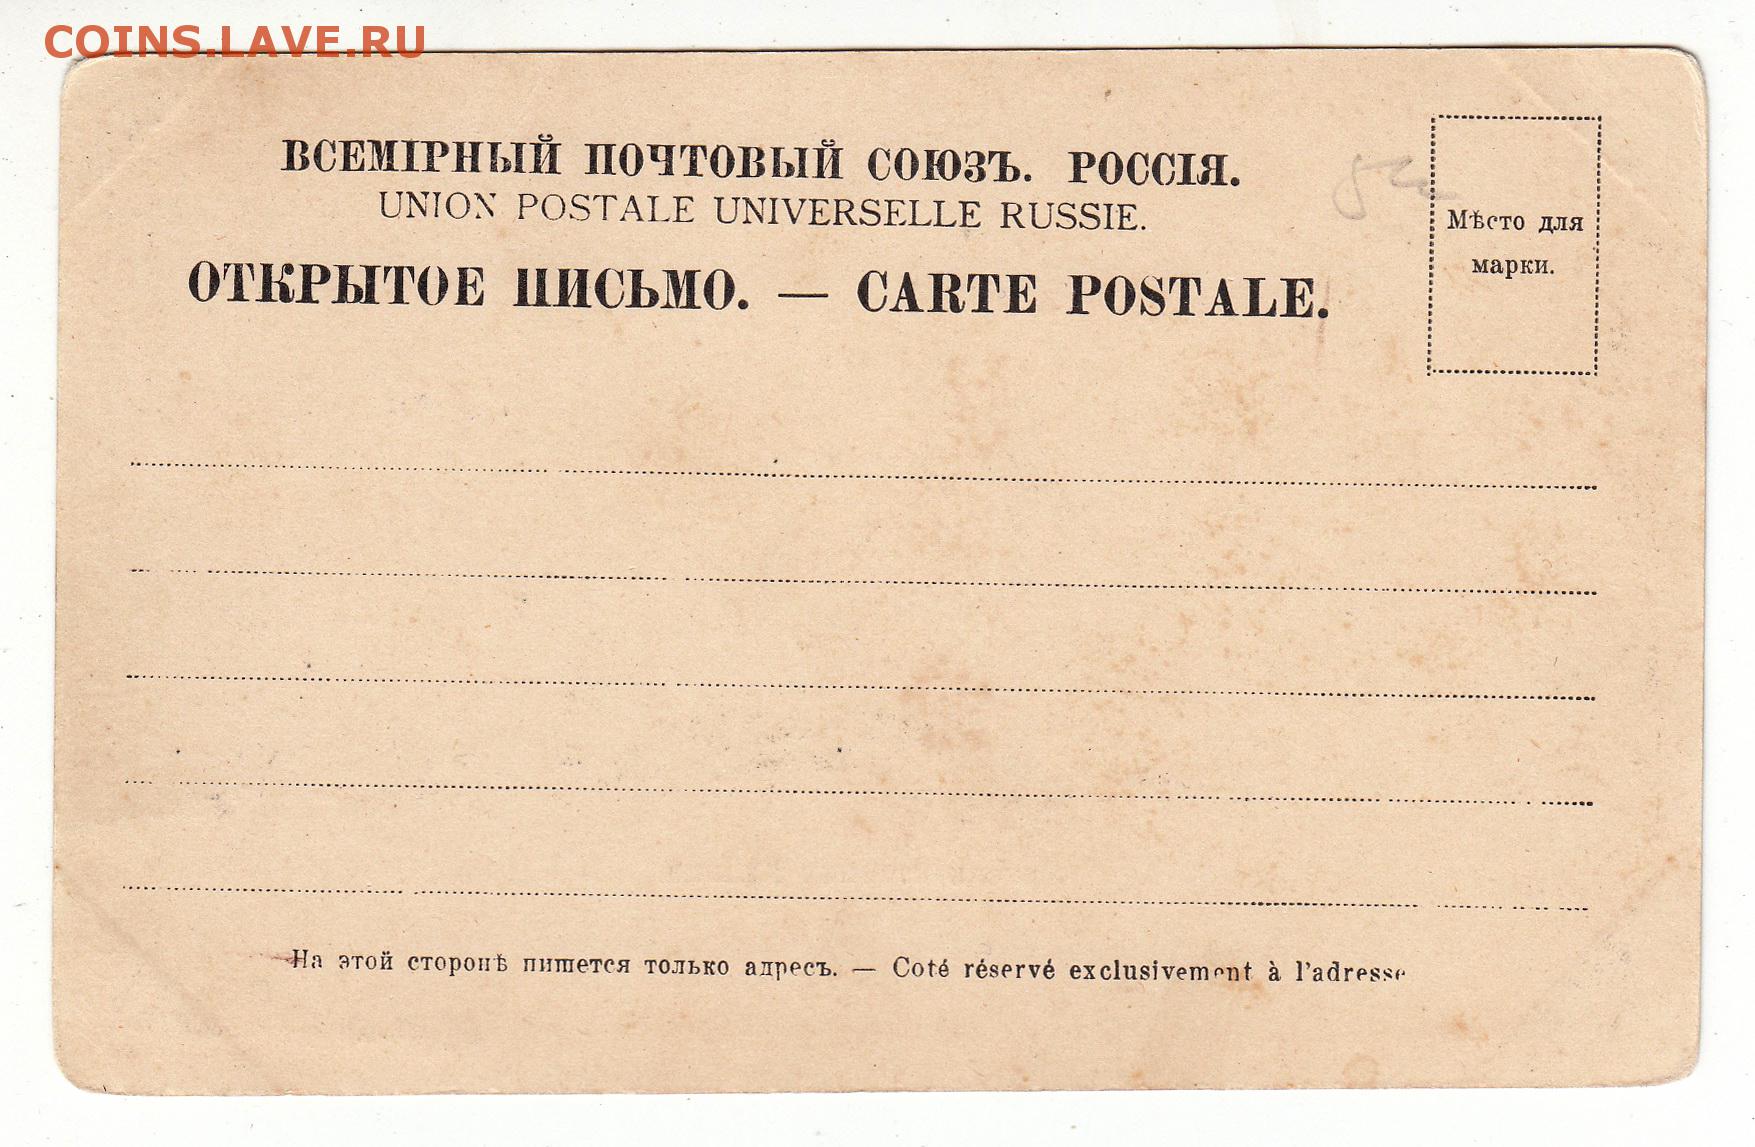 COINS.LAVE.RU
ВСЕМІРНЫЙ ПОЧТОВЫЙ СОЮЗЪ. РОССІЯ.
UNION POSTALE UNIVERSELLE RUSSIE.
ОТКРЫТОЕ ПИСЬМО. — CARTE POSTALE.
Мѣсто для
марки.
На этой сторонѣ пишется только адресъ. — Coté réservé exclusivement à l'adresse